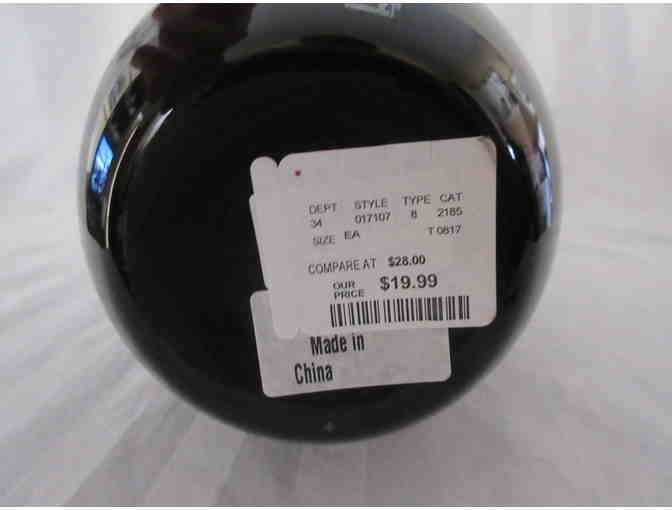 DEPT STYLE TYPE CAT
34 017107 8 2185
SIZE EA T 0817
COMPARE AT $28.00
OUR PRICE $19.99
Made in
China